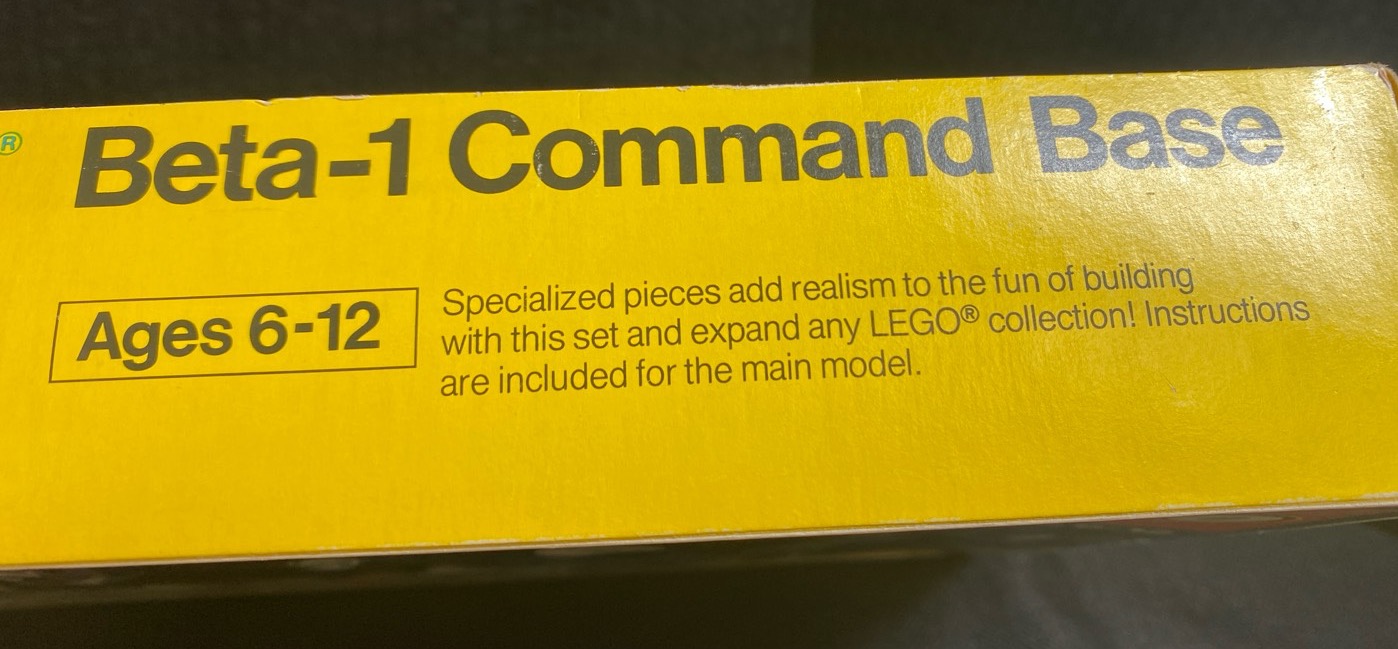 ® Beta-1 Command Base
Ages 6-12
Specialized pieces add realism to the fun of building
with this set and expand any LEGO® collection! Instructions
are included for the main model.